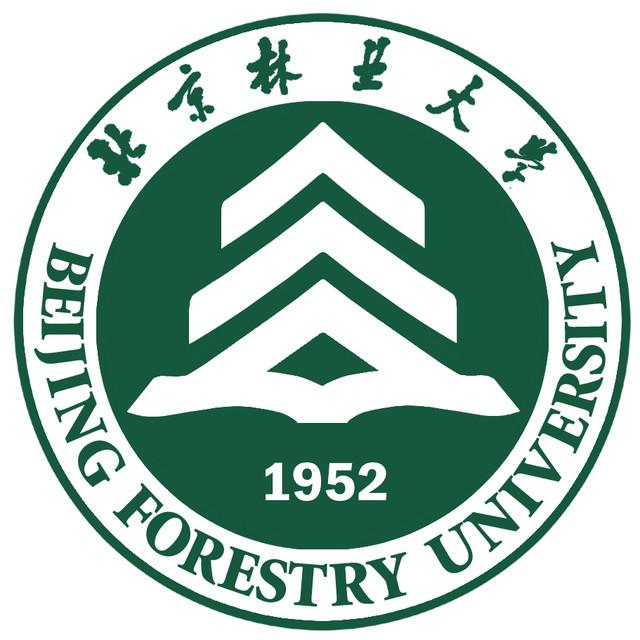 北京林业大学
1952
BEIJING FORESTRY UNIVERSITY